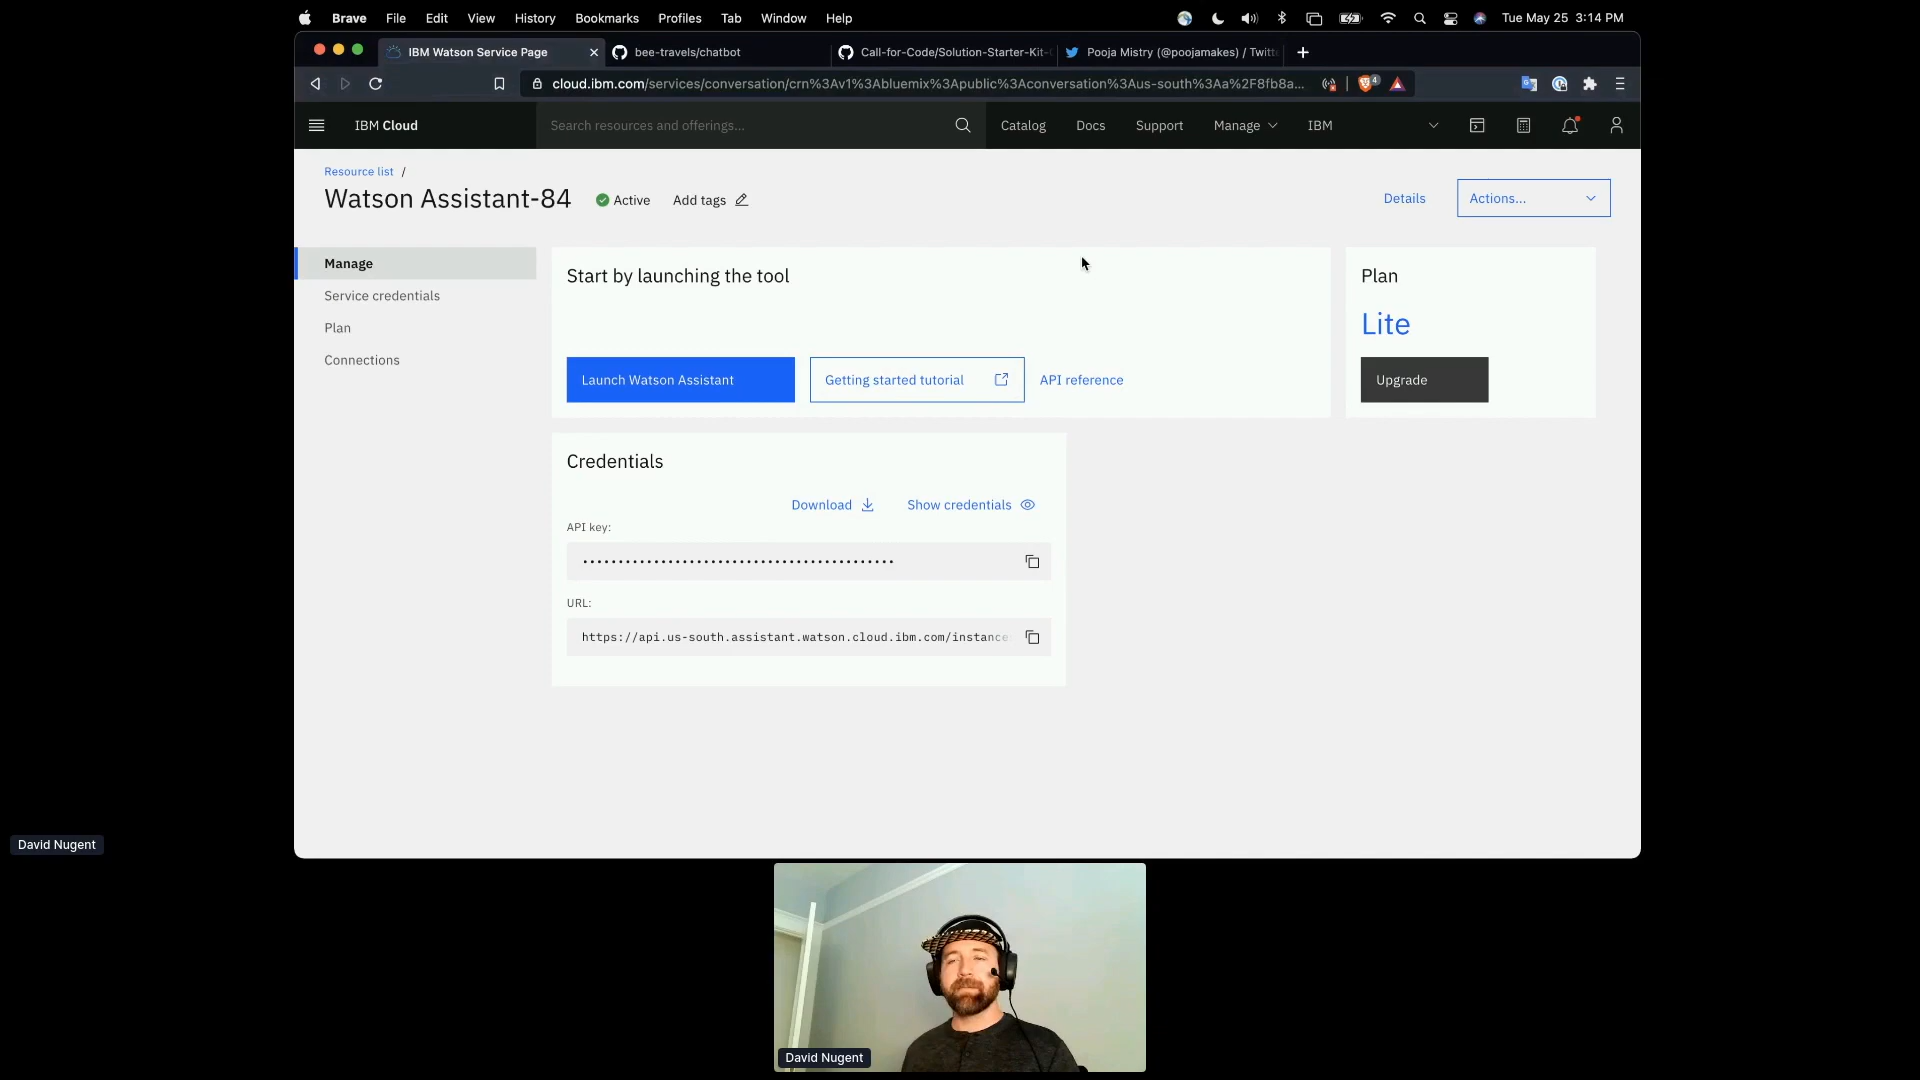 Brave File Edit View History Bookmarks Profiles Tab Window Help Tue May 25 3:14 PM
IBM Watson Service Page bee-travels/chatbot Call-for-Code/Solution-Starter-Kit- Pooja Mistry (@poojamakes) / Twitt
cloud.ibm.com/services/conversation/crn%3Av1%3Abluemix%3Apublic%3Aconversation%3Aus-south%3Aa%2F8fb8a... 4
IBM Cloud Search resources and offerings... Catalog Docs Support Manage IBM
Resource list /
Watson Assistant-84 Active Add tags Details Actions...
Manage
Service credentials
Plan
Connections
Start by launching the tool
Launch Watson Assistant Getting started tutorial API reference
Plan
Lite
Upgrade
Credentials
Download Show credentials
API key:
URL:
https://api.us-south.assistant.watson.cloud.ibm.com/instance
David Nugent
David Nugent